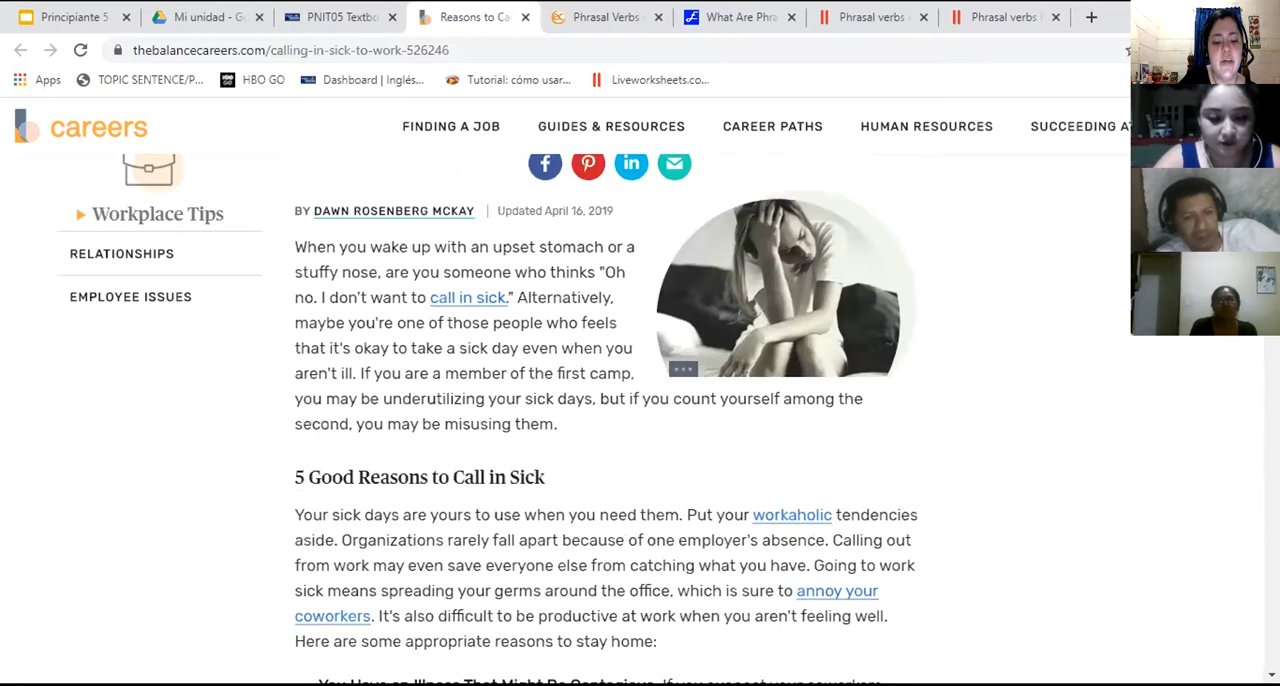 Principiante 5
Mi unidad - G
PNIT05 Textbo
Reasons to Ca
Phrasal Verbs
What Are Phra
Phrasal verbs
Phrasal verbs
thebalancecareers.com/calling-in-sick-to-work-526246
Apps TOPIC SENTENCE/P... HBO GO Dashboard | Inglés... Tutorial: cómo usar... Liveworksheets.co...
careers FINDING A JOB GUIDES & RESOURCES CAREER PATHS HUMAN RESOURCES SUCCEEDING
Workplace Tips
RELATIONSHIPS
EMPLOYEE ISSUES
BY DAWN ROSENBERG MCKAY | Updated April 16, 2019
When you wake up with an upset stomach or a
stuffy nose, are you someone who thinks "Oh
no. I don't want to call in sick." Alternatively,
maybe you're one of those people who feels
that it's okay to take a sick day even when you
aren't ill. If you are a member of the first camp,
you may be underutilizing your sick days, but if you count yourself among the
second, you may be misusing them.
5 Good Reasons to Call in Sick
Your sick days are yours to use when you need them. Put your workaholic tendencies
aside. Organizations rarely fall apart because of one employer's absence. Calling out
from work may even save everyone else from catching what you have. Going to work
sick means spreading your germs around the office, which is sure to annoy your
coworkers. It's also difficult to be productive at work when you aren't feeling well.
Here are some appropriate reasons to stay home: